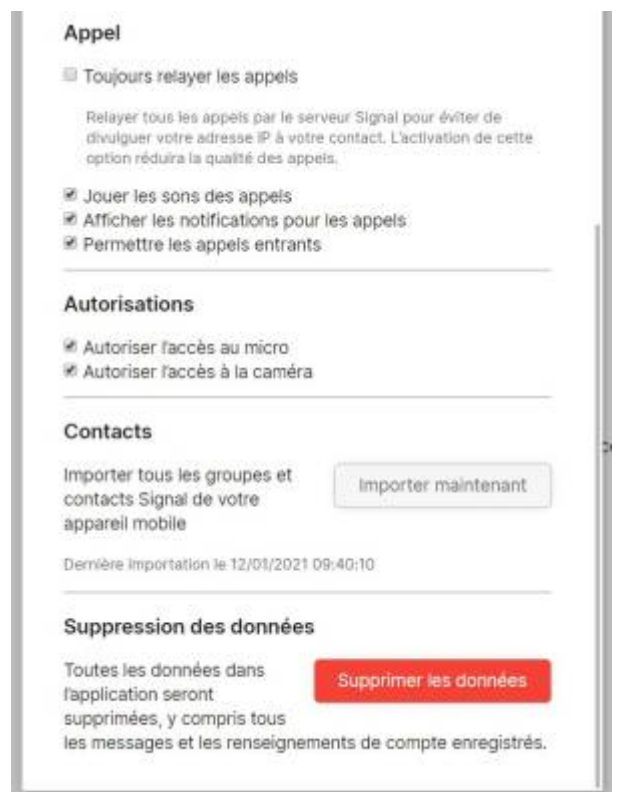 Appel
Toujours relayer les appels
Relayer tous les appels par le serveur Signal pour éviter de
divulguer votre adresse IP à votre contact. L'activation de cette
option réduira la qualité des appels.
Jouer les sons des appels
Afficher les notifications pour les appels
Permettre les appels entrants
Autorisations
Autoriser l'accès au micro
Autoriser l'accès à la caméra
Contacts
Importer tous les groupes et
contacts Signal de votre
appareil mobile
Importer maintenant
Dernière importation le 12/01/2021 09:40:10
Suppression des données
Toutes les données dans
l'application seront
supprimées, y compris tous
les messages et les renseignements de compte enregistrés.
Supprimer les données